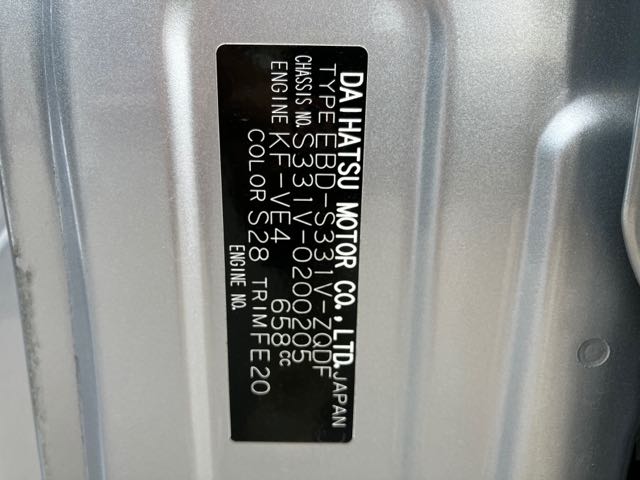 DAIHATSU MOTOR CO.,LTD. JAPAN
TYPE EBD-S331V-ZQDF
CHASSIS NO. S331V-0200205
ENGINE KF-VE4 658CC
COLOR S28 TRIM FE20
ENGINE NO.